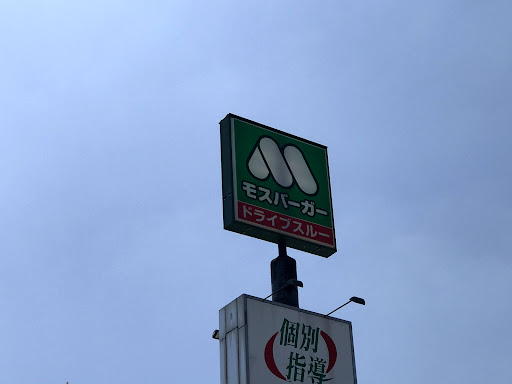 モスバーガー
ドライブスルー
個別
指導